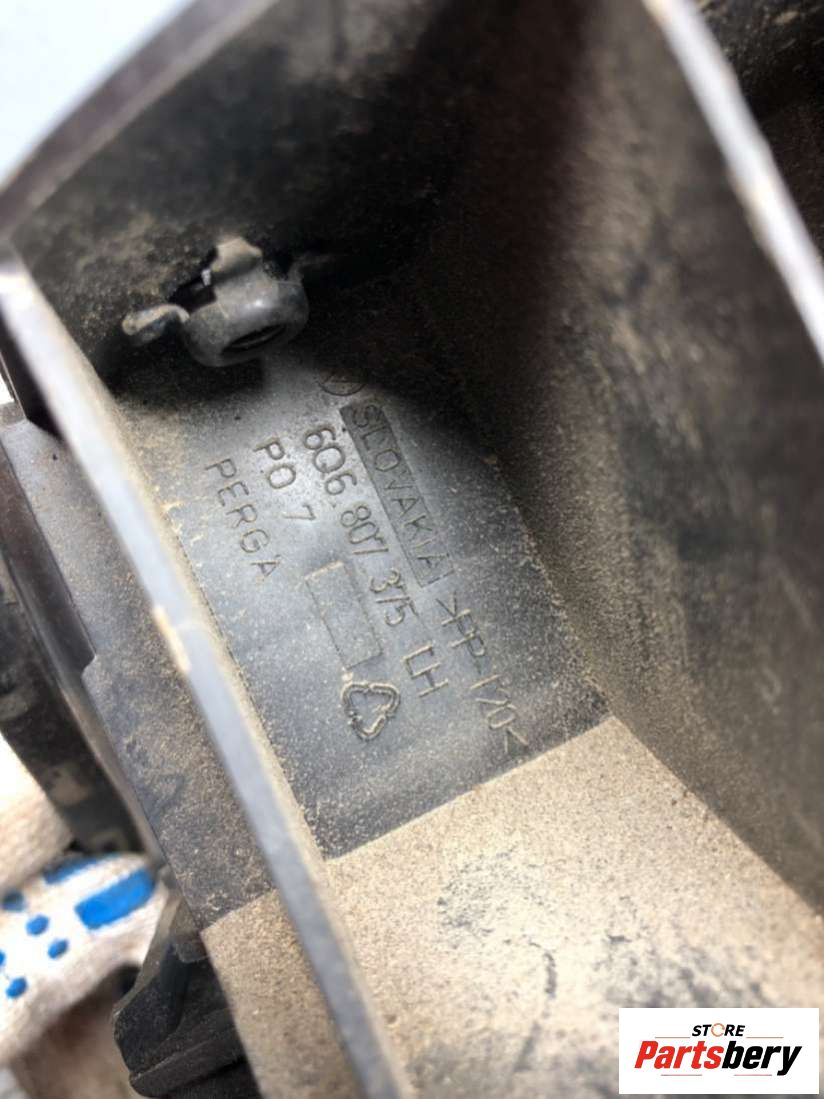 SLOVAKIA >PP-T20<
6Q6.807 375 LH
PO 7
PERGA
STORE
Partsbery